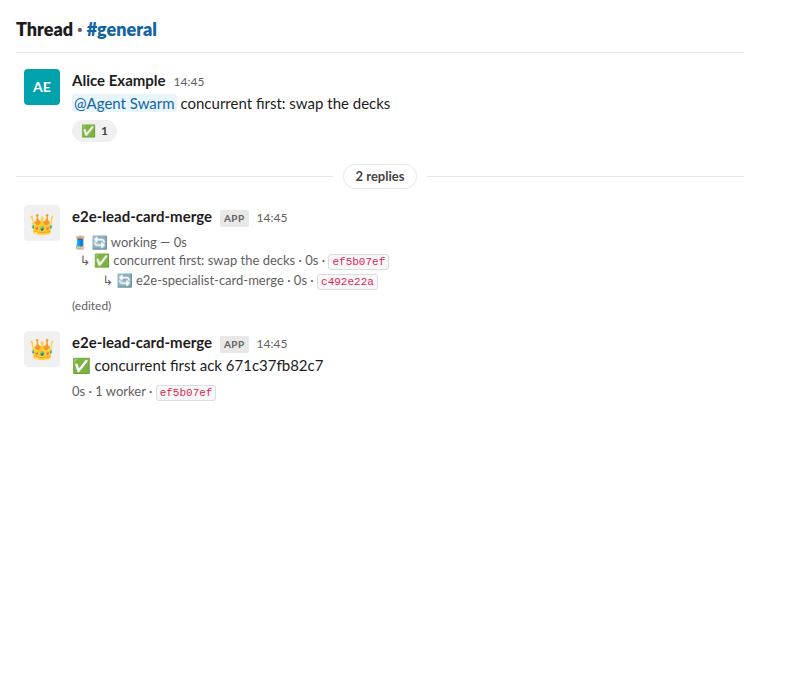 Thread • #general
AE
Alice Example 14:45
@Agent Swarm concurrent first: swap the decks
✅ 1
2 replies
e2e-lead-card-merge APP 14:45
🧵 🔄 working — 0s
↳ ✅ concurrent first: swap the decks · 0s · ef5b07ef
↳ 🔄 e2e-specialist-card-merge · 0s · c492e22a
(edited)
e2e-lead-card-merge APP 14:45
✅ concurrent first ack 671c37fb82c7
0s · 1 worker · ef5b07ef